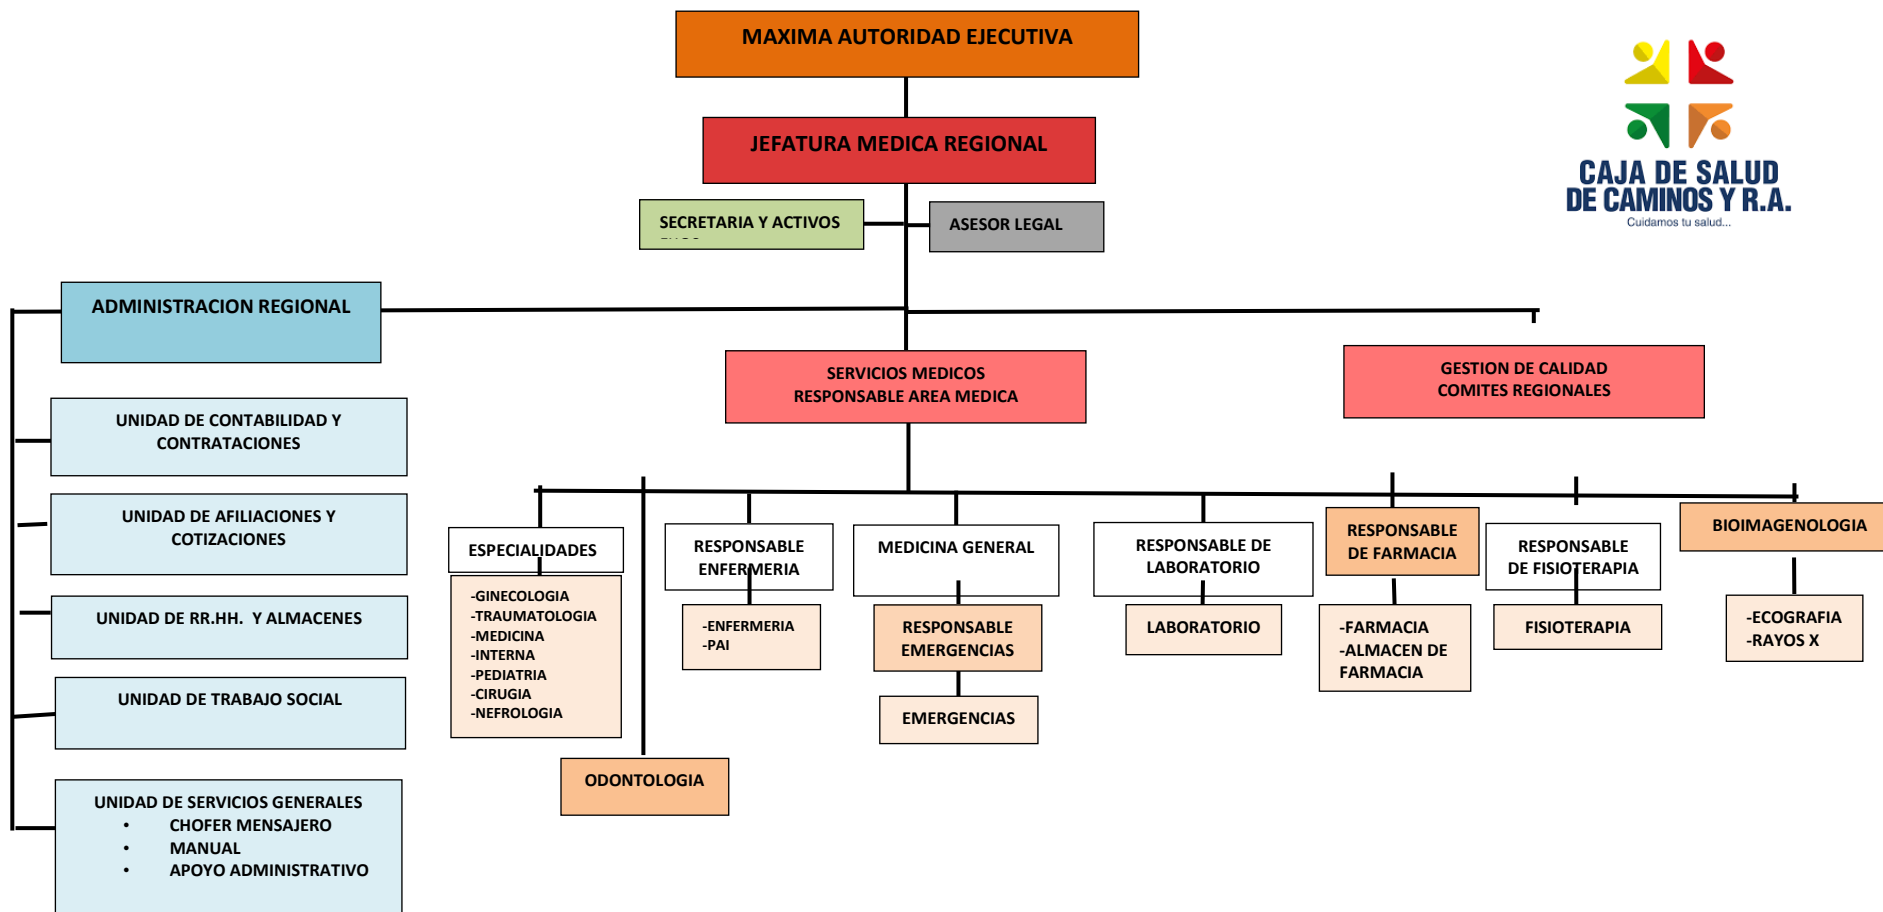 MAXIMA AUTORIDAD EJECUTIVA
JEFATURA MEDICA REGIONAL
CAJA DE SALUD
DE CAMINOS Y R.A.
Cuidamos tu salud...
SECRETARIA Y ACTIVOS
ASESOR LEGAL
ADMINISTRACION REGIONAL
SERVICIOS MEDICOS
RESPONSABLE AREA MEDICA
GESTION DE CALIDAD
COMITES REGIONALES
UNIDAD DE CONTABILIDAD Y
CONTRATACIONES
UNIDAD DE AFILIACIONES Y
COTIZACIONES
UNIDAD DE RR.HH. Y ALMACENES
UNIDAD DE TRABAJO SOCIAL
UNIDAD DE SERVICIOS GENERALES
• CHOFER MENSAJERO
• MANUAL
• APOYO ADMINISTRATIVO
ESPECIALIDADES
-GINECOLOGIA
-TRAUMATOLOGIA
-MEDICINA
-INTERNA
-PEDIATRIA
-CIRUGIA
-NEFROLOGIA
ODONTOLOGIA
RESPONSABLE
ENFERMERIA
-ENFERMERIA
-PAI
MEDICINA GENERAL
RESPONSABLE
EMERGENCIAS
EMERGENCIAS
RESPONSABLE DE
LABORATORIO
LABORATORIO
RESPONSABLE
DE FARMACIA
-FARMACIA
-ALMACEN DE
FARMACIA
RESPONSABLE
DE FISIOTERAPIA
FISIOTERAPIA
BIOIMAGENOLOGIA
-ECOGRAFIA
-RAYOS X